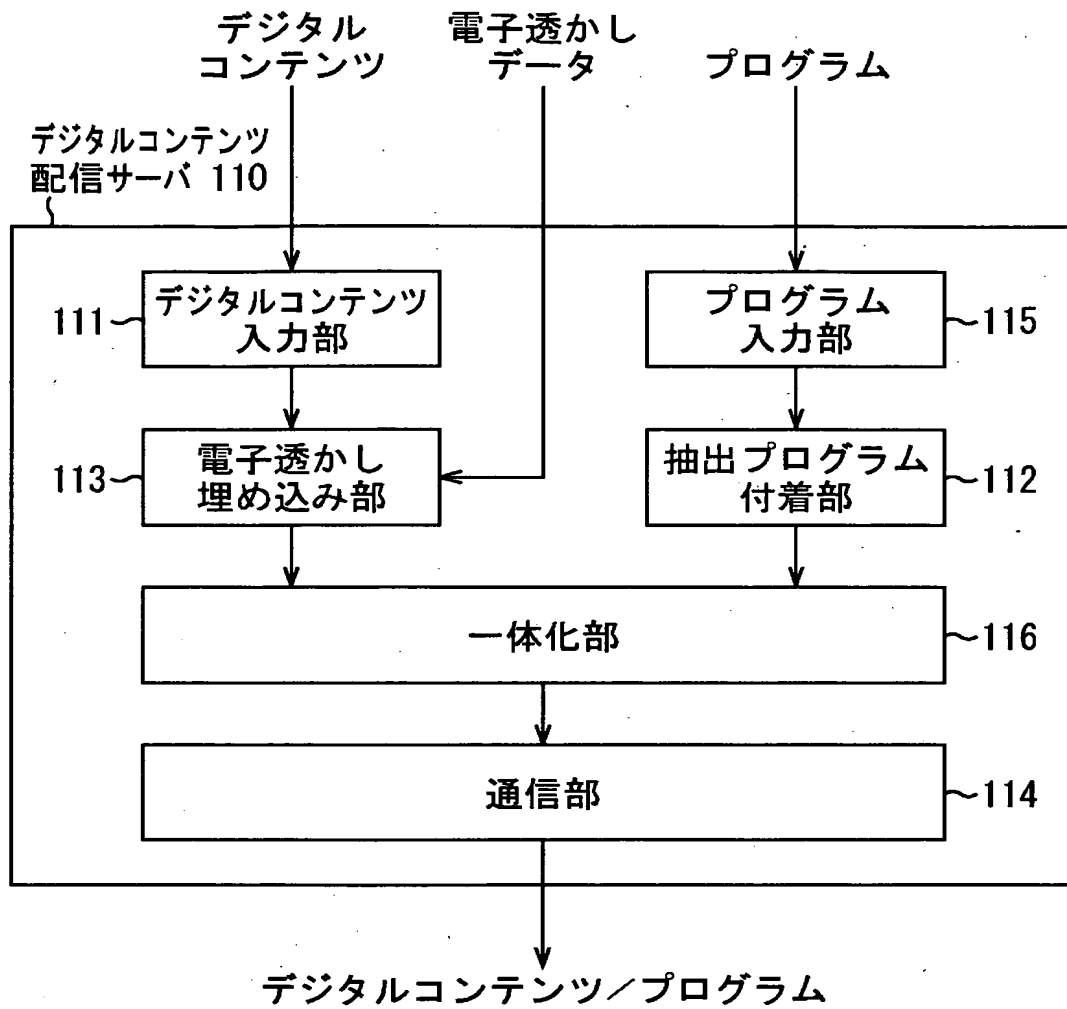 デジタル
コンテンツ
電子透かし
データ
プログラム
デジタルコンテンツ
配信サーバ 110
111
デジタルコンテンツ
入力部
プログラム
入力部
115
113
電子透かし
埋め込み部
抽出プログラム
付着部
112
一体化部
116
通信部
114
デジタルコンテンツ／プログラム